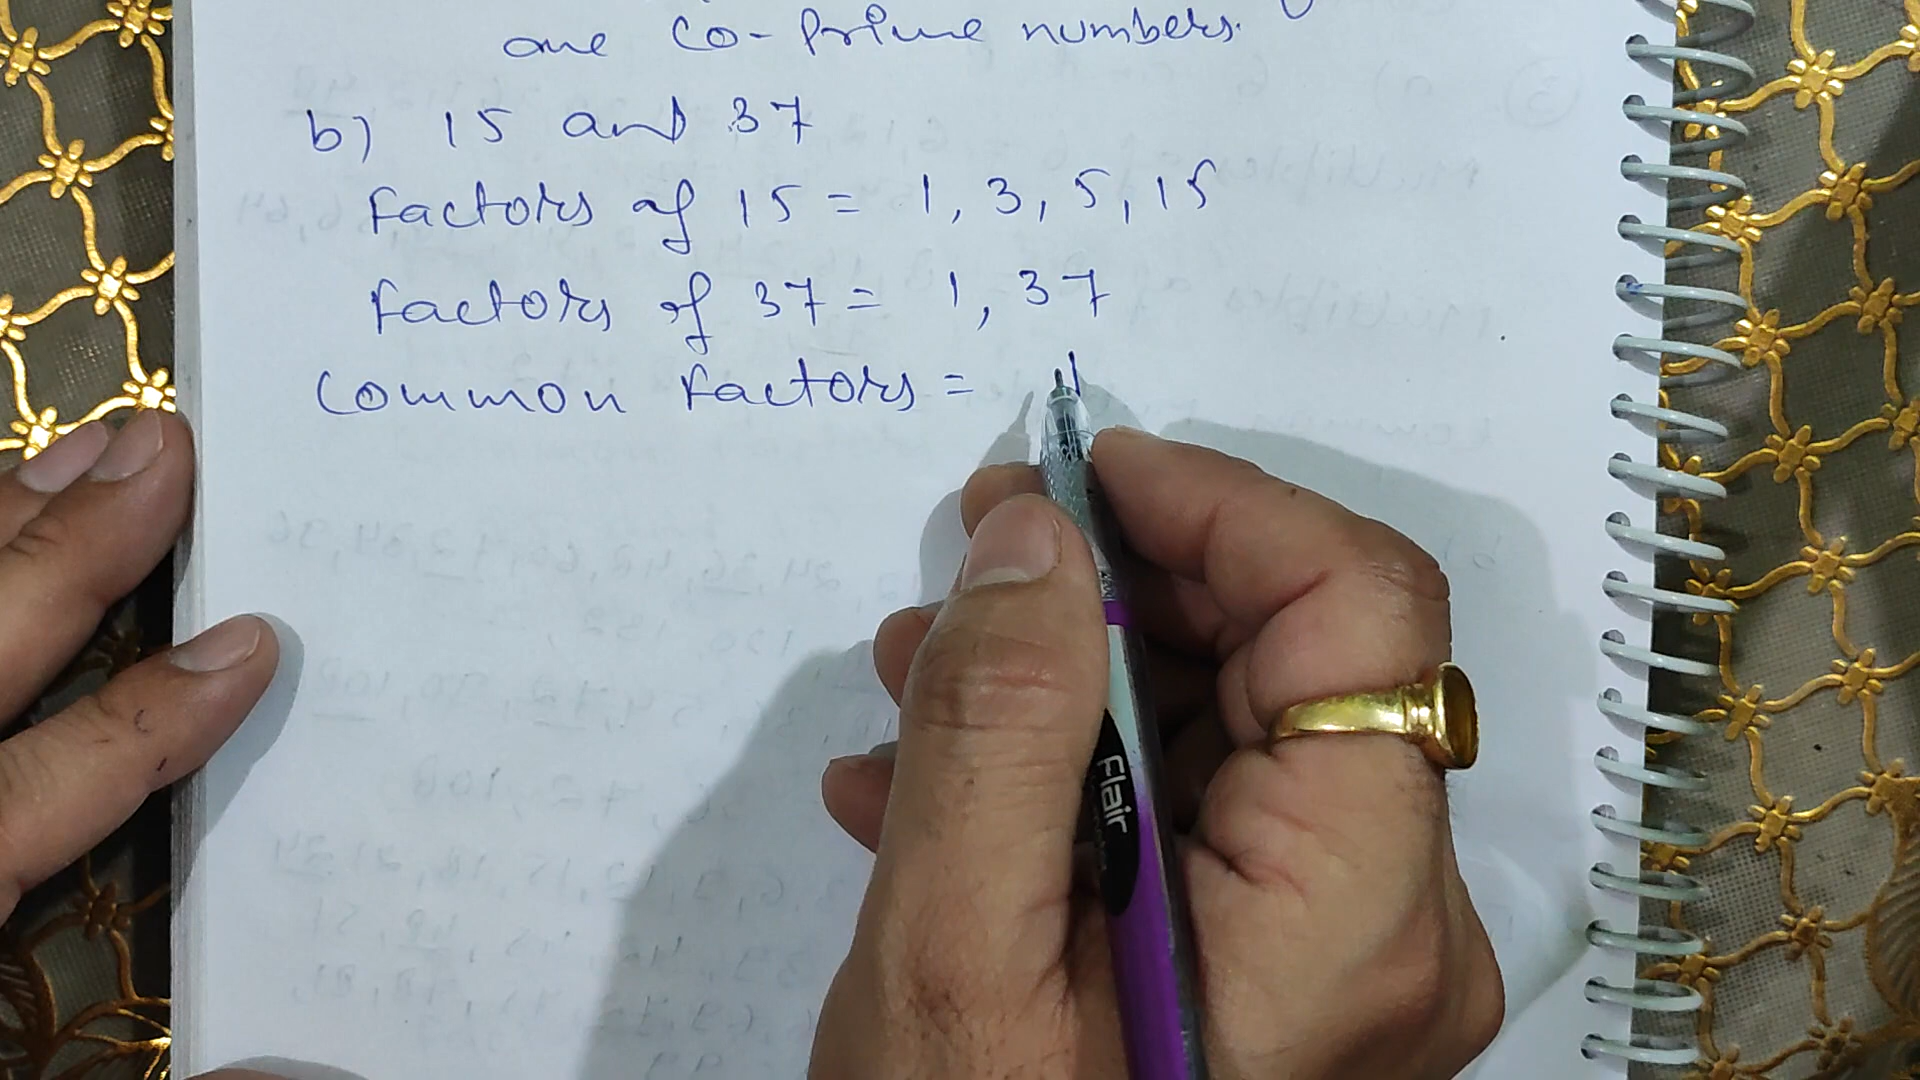 are co-prime numbers.
b) 15 and 37
Factors of 15 = 1, 3, 5, 15
Factors of 37 = 1, 37
Common Factors = 1
Flair